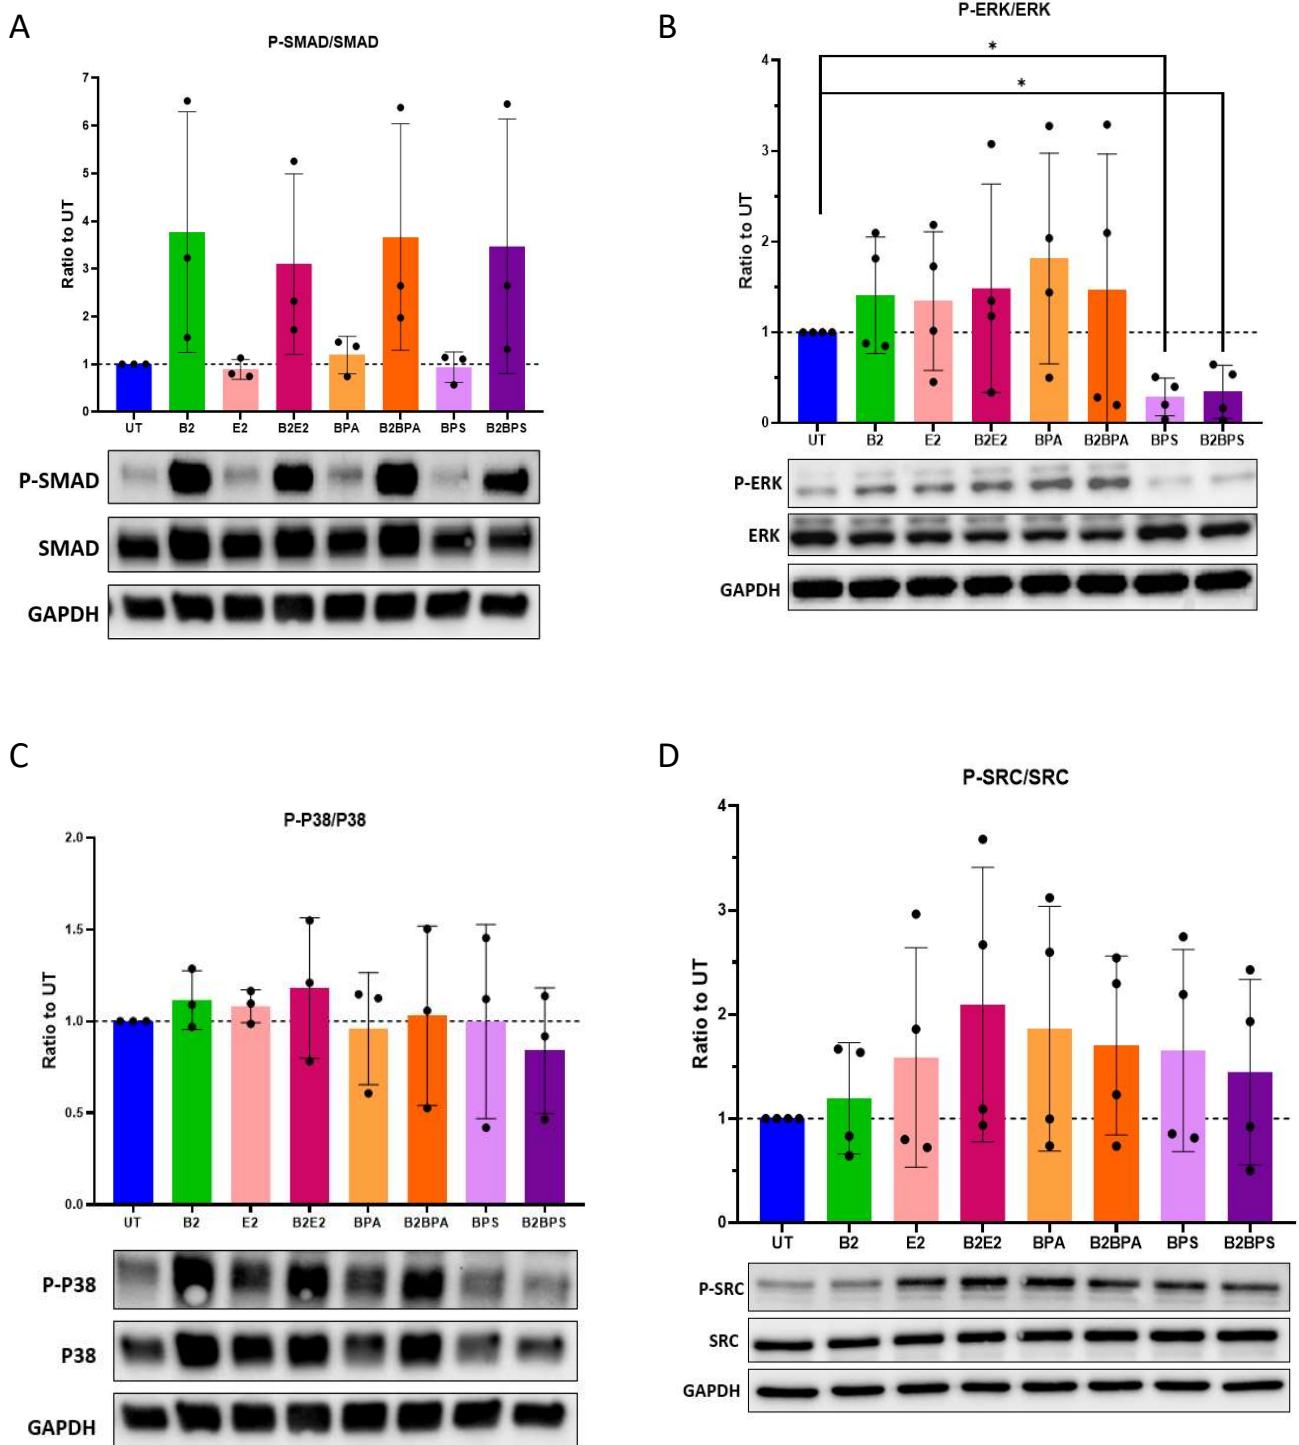 A
P-SMAD/SMAD
Ratio to UT
7
6
5
4
3
2
1
0
UT B2 E2 B2E2 BPA B2BPA BPS B2BPS
P-SMAD
SMAD
GAPDH
B
P-ERK/ERK
Ratio to UT
4
3
2
1
0
*
*
UT B2 E2 B2E2 BPA B2BPA BPS B2BPS
P-ERK
ERK
GAPDH
C
P-P38/P38
Ratio to UT
2.0
1.5
1.0
0.5
0.0
UT B2 E2 B2E2 BPA B2BPA BPS B2BPS
P-P38
P38
GAPDH
D
P-SRC/SRC
Ratio to UT
4
3
2
1
0
UT B2 E2 B2E2 BPA B2BPA BPS B2BPS
P-SRC
SRC
GAPDH